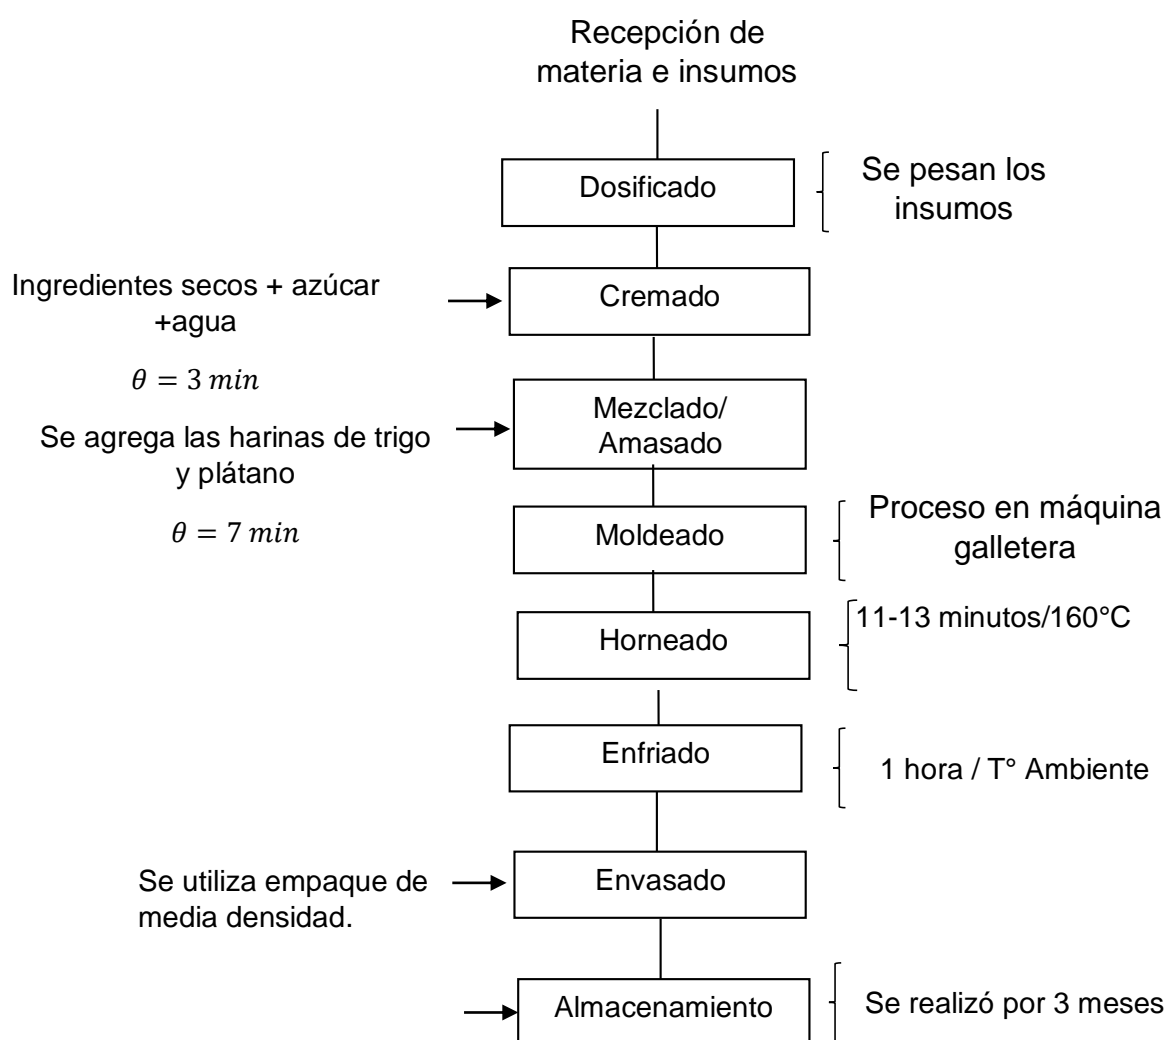 Recepción de
materia e insumos
Dosificado
Se pesan los
insumos
Ingredientes secos + azúcar
+agua
θ = 3 min
Cremado
Se agrega las harinas de trigo
y plátano
θ = 7 min
Mezclado/
Amasado
Moldeado
Proceso en máquina
galletera
Horneado
11-13 minutos/160°C
Enfriado
1 hora / T° Ambiente
Se utiliza empaque de
media densidad.
Envasado
Almacenamiento
Se realizó por 3 meses